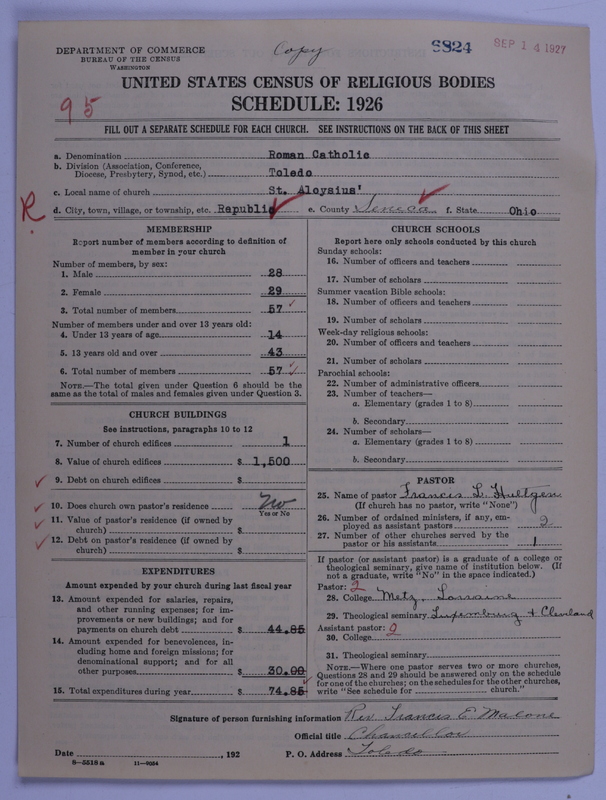 DEPARTMENT OF COMMERCE
BUREAU OF THE CENSUS
WASHINGTON
Copy
8824
SEP 14 1927
95
UNITED STATES CENSUS OF RELIGIOUS BODIES
SCHEDULE: 1926
FILL OUT A SEPARATE SCHEDULE FOR EACH CHURCH. SEE INSTRUCTIONS ON THE BACK OF THIS SHEET
a. Denomination Roman Catholic
b. Division (Association, Conference, Diocese, Presbytery, Synod, etc.) Toledo
c. Local name of church St. Aloysius'
R
d. City, town, village, or township, etc. Republic e. County Seneca f. State Ohio
MEMBERSHIP
Report number of members according to definition of
member in your church
Number of members, by sex:
1. Male 28
2. Female 29
3. Total number of members 57
Number of members under and over 13 years old:
4. Under 13 years of age 14
5. 13 years old and over 43
6. Total number of members 57
NOTE.—The total given under Question 6 should be the
same as the total of males and females given under Question 3.
CHURCH BUILDINGS
See instructions, paragraphs 10 to 12
7. Number of church edifices 1
8. Value of church edifices $ 1,500
9. Debt on church edifices $
10. Does church own pastor's residence No
Yes or No
11. Value of pastor's residence (if owned by
church) $
12. Debt on pastor's residence (if owned by
church) $
EXPENDITURES
Amount expended by your church during last fiscal year
13. Amount expended for salaries, repairs,
and other running expenses; for im-
provements or new buildings; and for
payments on church debt $ 44.85
14. Amount expended for benevolences, in-
cluding home and foreign missions; for
denominational support; and for all
other purposes $ 30.00
15. Total expenditures during year $ 74.85
CHURCH SCHOOLS
Report here only schools conducted by this church
Sunday schools:
16. Number of officers and teachers
17. Number of scholars
Summer vacation Bible schools:
18. Number of officers and teachers
19. Number of scholars
Week-day religious schools:
20. Number of officers and teachers
21. Number of scholars
Parochial schools:
22. Number of administrative officers
23. Number of teachers—
a. Elementary (grades 1 to 8)
b. Secondary
24. Number of scholars—
a. Elementary (grades 1 to 8)
b. Secondary
PASTOR
25. Name of pastor Francis L. Hultgen
(If church has no pastor, write "None")
26. Number of ordained ministers, if any, em-
ployed as assistant pastors 2
27. Number of other churches served by the
pastor or his assistants 1
If pastor (or assistant pastor) is a graduate of a college or
theological seminary, give name of institution below. (If
not a graduate, write "No" in the space indicated.)
Pastor: 2
28. College Metz, Lorraine
29. Theological seminary Luxemburg + Cleveland
Assistant pastor: 0
30. College
31. Theological seminary
NOTE.—Where one pastor serves two or more churches,
Questions 28 and 29 should be answered only on the schedule
for one of the churches; on the schedules for the other churches,
write "See schedule for church."
Signature of person furnishing information Rev. Francis E. Malone
Official title Chancellor
Date , 192 P. O. Address Toledo
8—5518a 11—9054